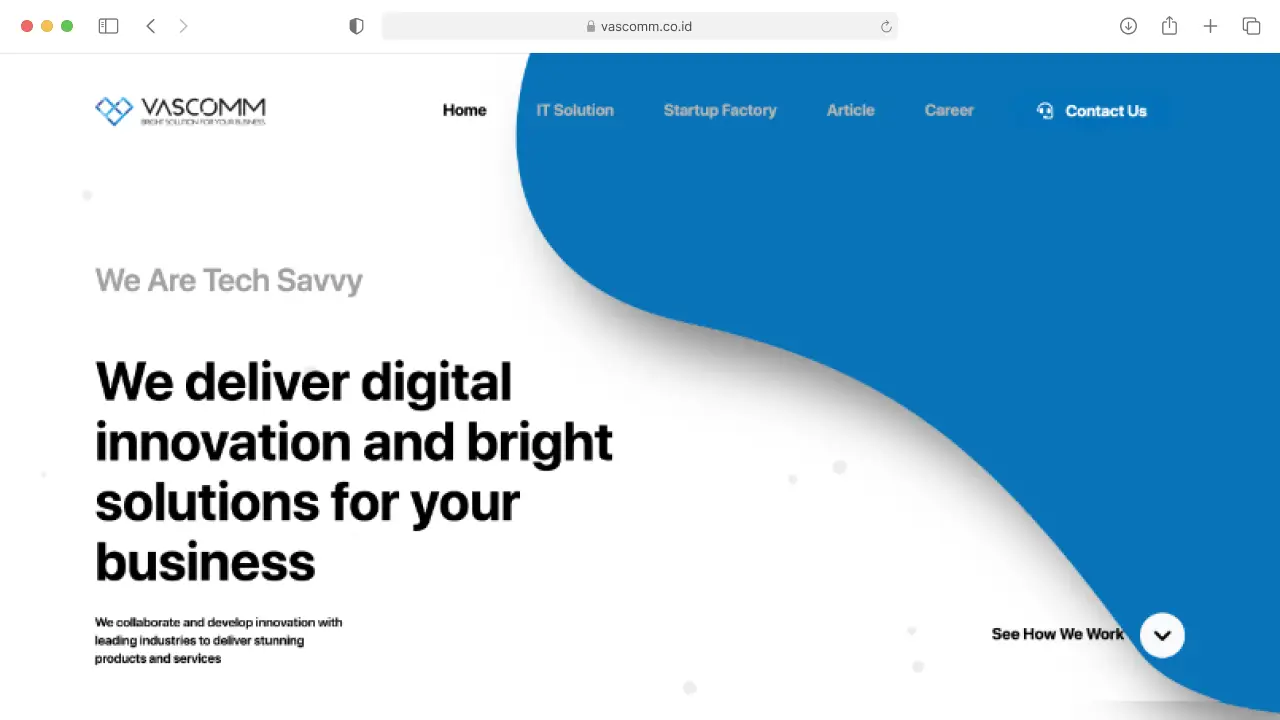 vascomm.co.id
VASCOMM
BRIGHT SOLUTION FOR YOUR BUSINESS
Home
IT Solution
Startup Factory
Article
Career
Contact Us
We Are Tech Savvy
We deliver digital
innovation and bright
solutions for your
business
We collaborate and develop innovation with
leading industries to deliver stunning
products and services
See How We Work